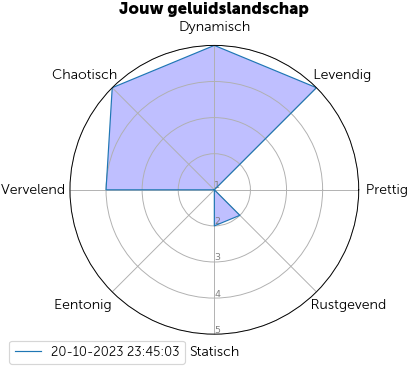 Jouw geluidslandschap
Dynamisch
Chaotisch
Levendig
Vervelend
1
Prettig
2
3
4
Eentonig
Rustgevend
5
20-10-2023 23:45:03
Statisch